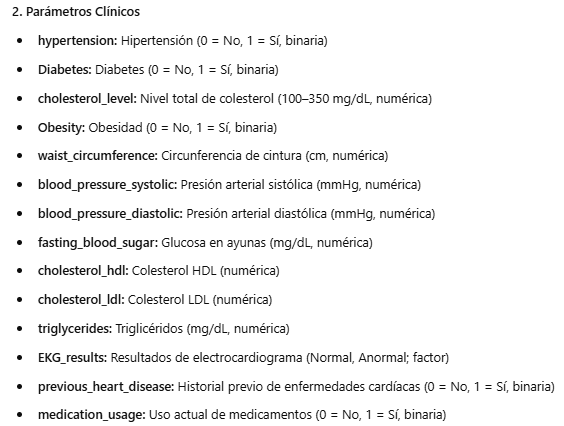 2. Parámetros Clínicos
• hypertension: Hipertensión (0 = No, 1 = Sí, binaria)
• Diabetes: Diabetes (0 = No, 1 = Sí, binaria)
• cholesterol_level: Nivel total de colesterol (100–350 mg/dL, numérica)
• Obesity: Obesidad (0 = No, 1 = Sí, binaria)
• waist_circumference: Circunferencia de cintura (cm, numérica)
• blood_pressure_systolic: Presión arterial sistólica (mmHg, numérica)
• blood_pressure_diastolic: Presión arterial diastólica (mmHg, numérica)
• fasting_blood_sugar: Glucosa en ayunas (mg/dL, numérica)
• cholesterol_hdl: Colesterol HDL (numérica)
• cholesterol_ldl: Colesterol LDL (numérica)
• triglycerides: Triglicéridos (mg/dL, numérica)
• EKG_results: Resultados de electrocardiograma (Normal, Anormal; factor)
• previous_heart_disease: Historial previo de enfermedades cardíacas (0 = No, 1 = Sí, binaria)
• medication_usage: Uso actual de medicamentos (0 = No, 1 = Sí, binaria)